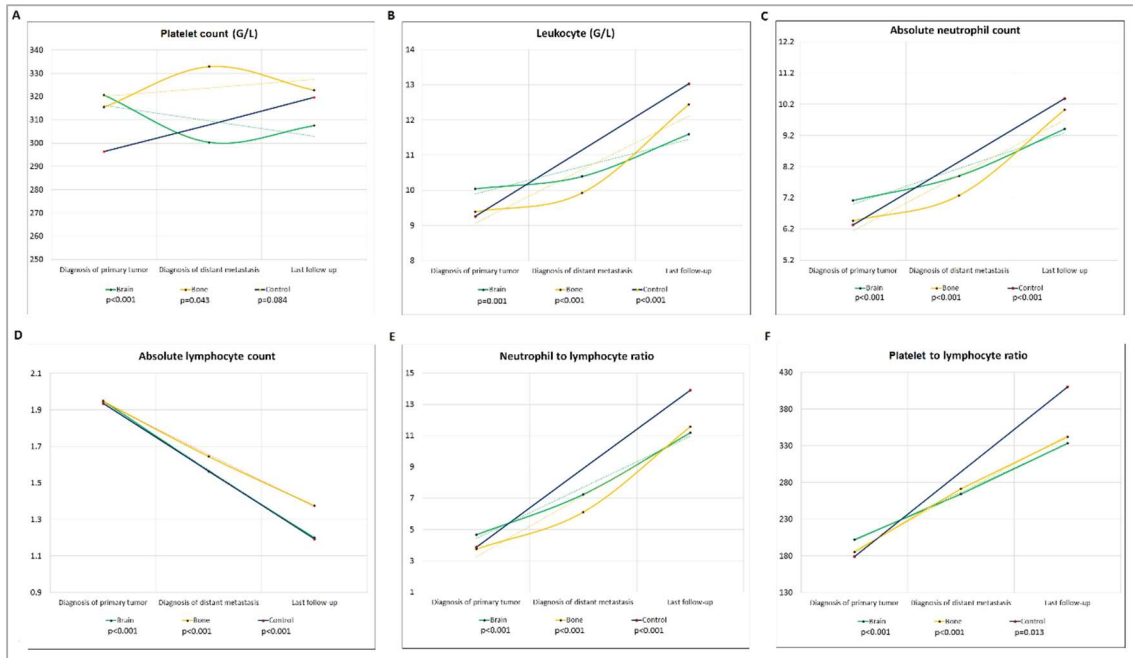 A
Platelet count (G/L)
340
330
320
310
300
290
280
270
260
250
Diagnosis of primary tumor Diagnosis of distant metastasis Last follow-up
Brain Bone Control
p<0.001 p=0.043 p=0.084
B
Leukocyte (G/L)
14
13
12
11
10
9
8
Diagnosis of primary tumor Diagnosis of distant metastasis Last follow-up
Brain Bone Control
p=0.001 p<0.001 p<0.001
C
Absolute neutrophil count
12.2
11.2
10.2
9.2
8.2
7.2
6.2
5.2
Diagnosis of primary tumor Diagnosis of distant metastasis Last follow up
Brain Bone Control
p<0.001 p<0.001 p<0.001
D
Absolute lymphocyte count
2.1
1.9
1.7
1.5
1.3
1.1
0.9
Diagnosis of primary tumor Diagnosis of distant metastasis Last follow-up
Brain Bone Control
p<0.001 p<0.001 p<0.001
E
Neutrophil to lymphocyte ratio
15
13
11
9
7
5
3
1
Diagnosis of primary tumor Diagnosis of distant metastasis Last follow-up
Brain Bone Control
p<0.001 p<0.001 p<0.001
F
Platelet to lymphocyte ratio
430
380
330
280
230
180
130
Diagnosis of primary tumor Diagnosis of distant metastasis Last follow-up
Brain Bone Control
p<0.001 p<0.001 p=0.013